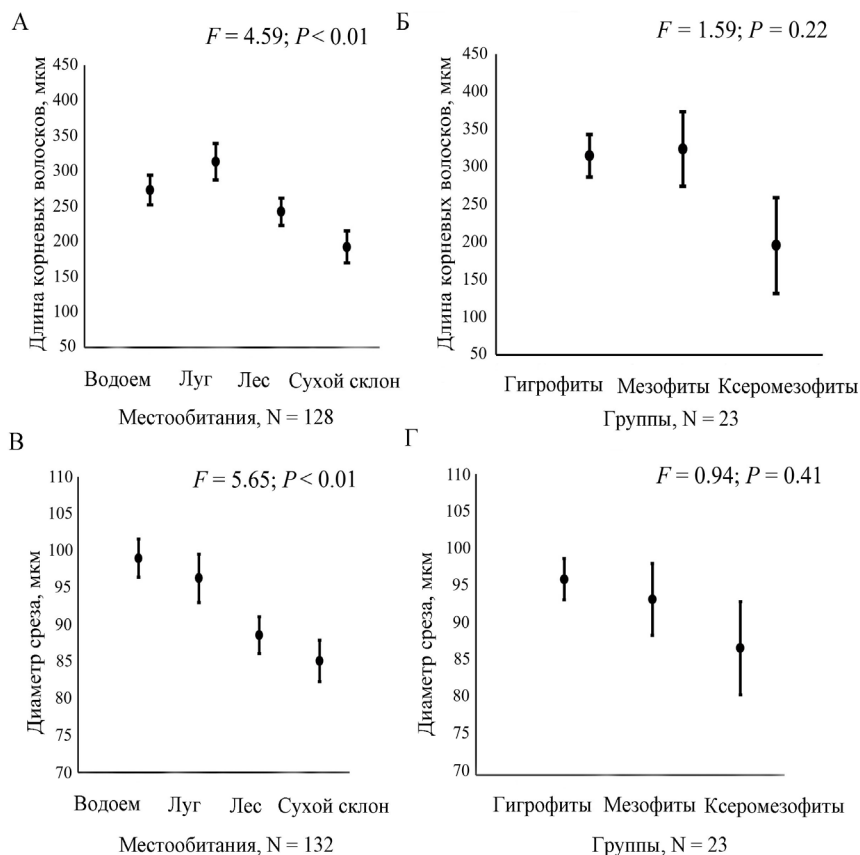 А
F = 4.59; P < 0.01
Длина корневых волосков, мкм
450
400
350
300
250
200
150
100
50
Водоем Луг Лес Сухой склон
Местообитания, N = 128
Б
F = 1.59; P = 0.22
Длина корневых волосков, мкм
450
400
350
300
250
200
150
100
50
Гигрофиты Мезофиты Ксеромезофиты
Группы, N = 23
В
F = 5.65; P < 0.01
Диаметр среза, мкм
110
105
100
95
90
85
80
75
70
Водоем Луг Лес Сухой склон
Местообитания, N = 132
Г
F = 0.94; P = 0.41
Диаметр среза, мкм
110
105
100
95
90
85
80
75
70
Гигрофиты Мезофиты Ксеромезофиты
Группы, N = 23